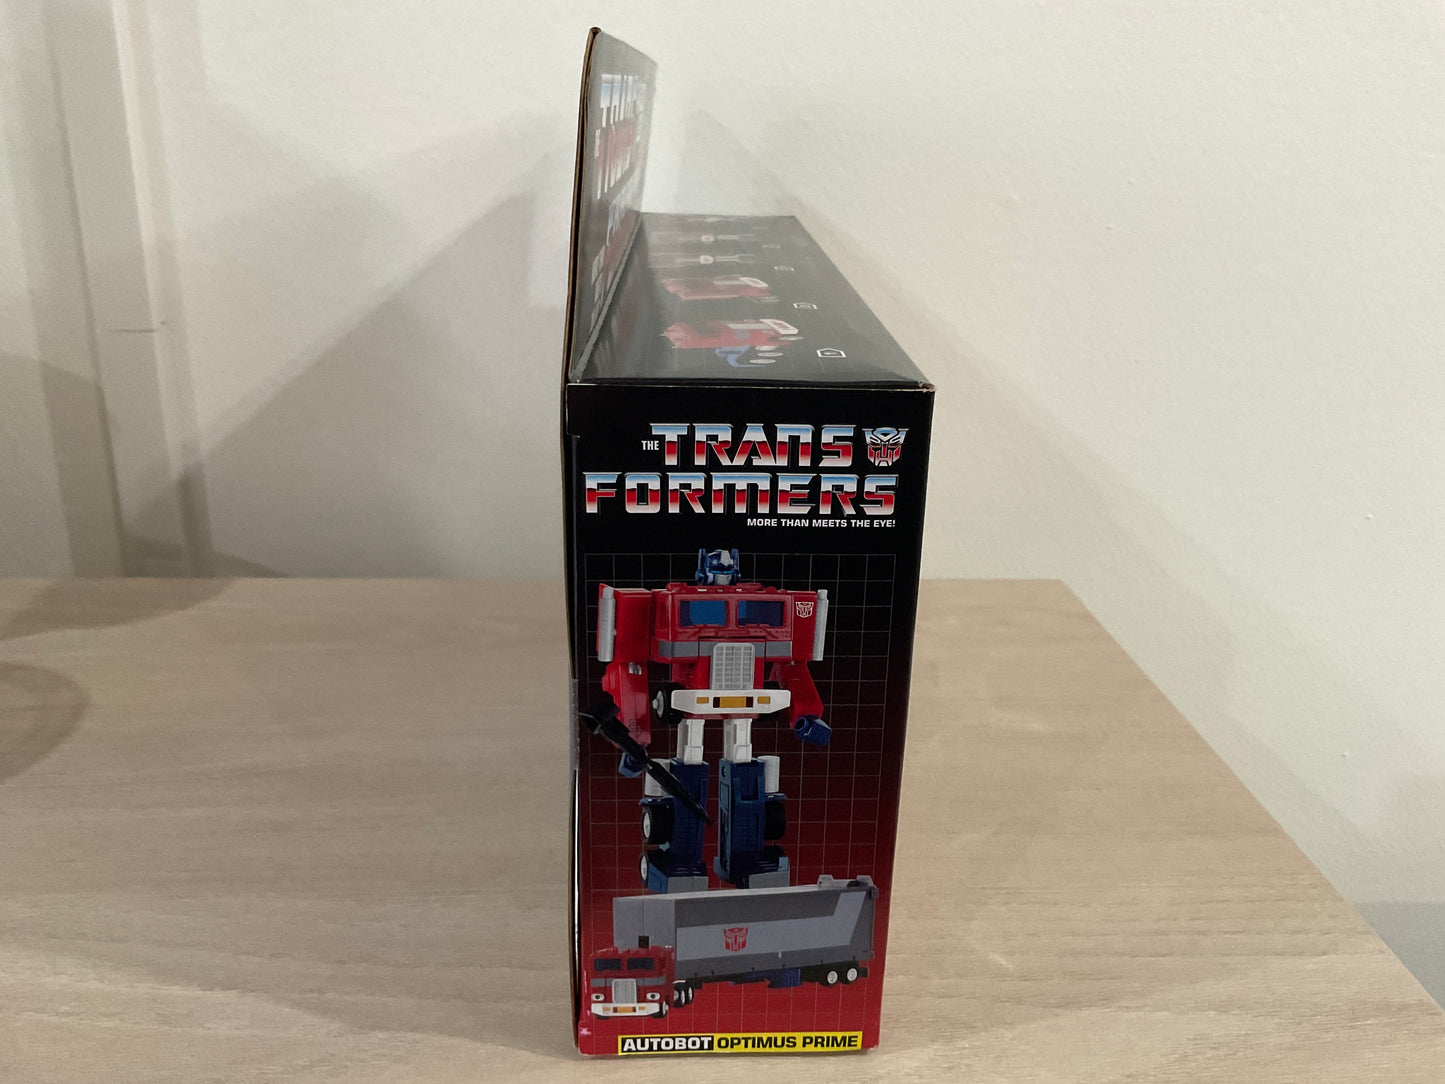 THE TRANS
FORMERS
MORE THAN MEETS THE EYE!
AUTOBOT OPTIMUS PRIME